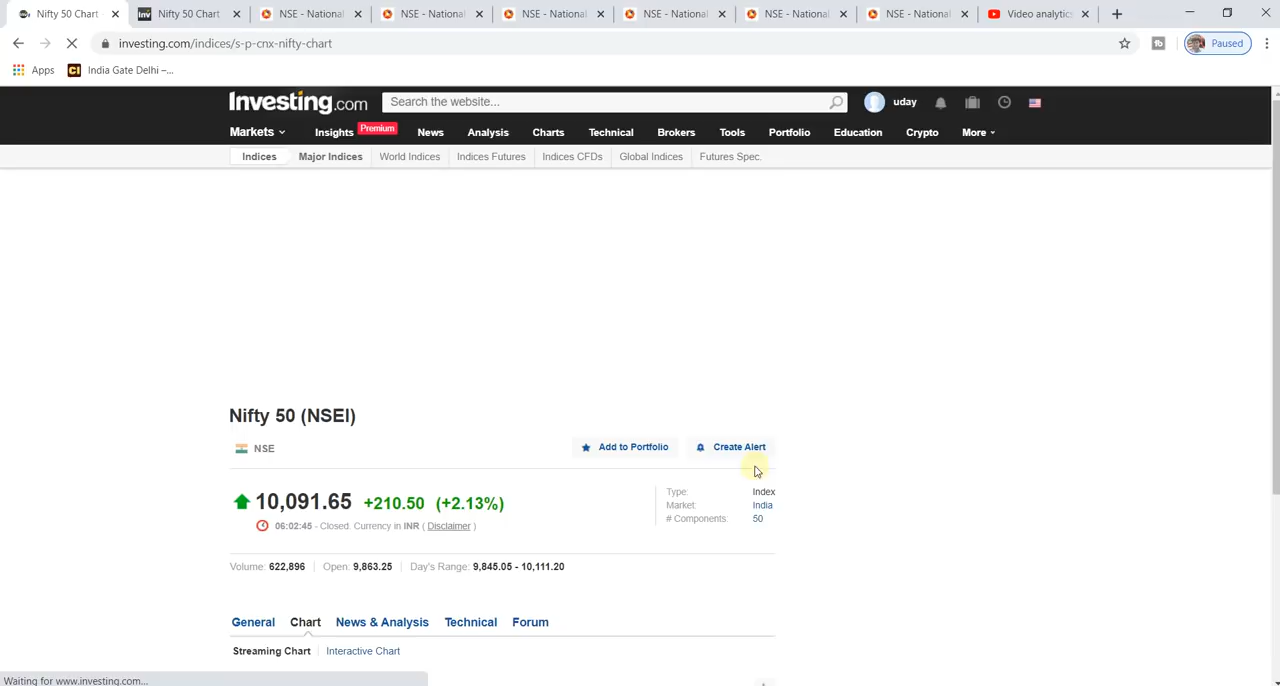 Nifty 50 Chart
Nifty 50 Chart
NSE - National
NSE - National
NSE - National
NSE - National
NSE - National
NSE - National
Video analytics
investing.com/indices/s-p-cnx-nifty-chart
Paused
Apps
India Gate Delhi –...
Investing.com
Search the website...
uday
Markets
Insights
Premium
News
Analysis
Charts
Technical
Brokers
Tools
Portfolio
Education
Crypto
More
Indices
Major Indices
World Indices
Indices Futures
Indices CFDs
Global Indices
Futures Spec.
Nifty 50 (NSEI)
NSE
Add to Portfolio
Create Alert
10,091.65 +210.50 (+2.13%)
06:02:45 - Closed. Currency in INR ( Disclaimer )
Type: Index
Market: India
# Components: 50
Volume: 622,896
Open: 9,863.25
Day's Range: 9,845.05 - 10,111.20
General
Chart
News & Analysis
Technical
Forum
Streaming Chart
Interactive Chart
Waiting for www.investing.com...